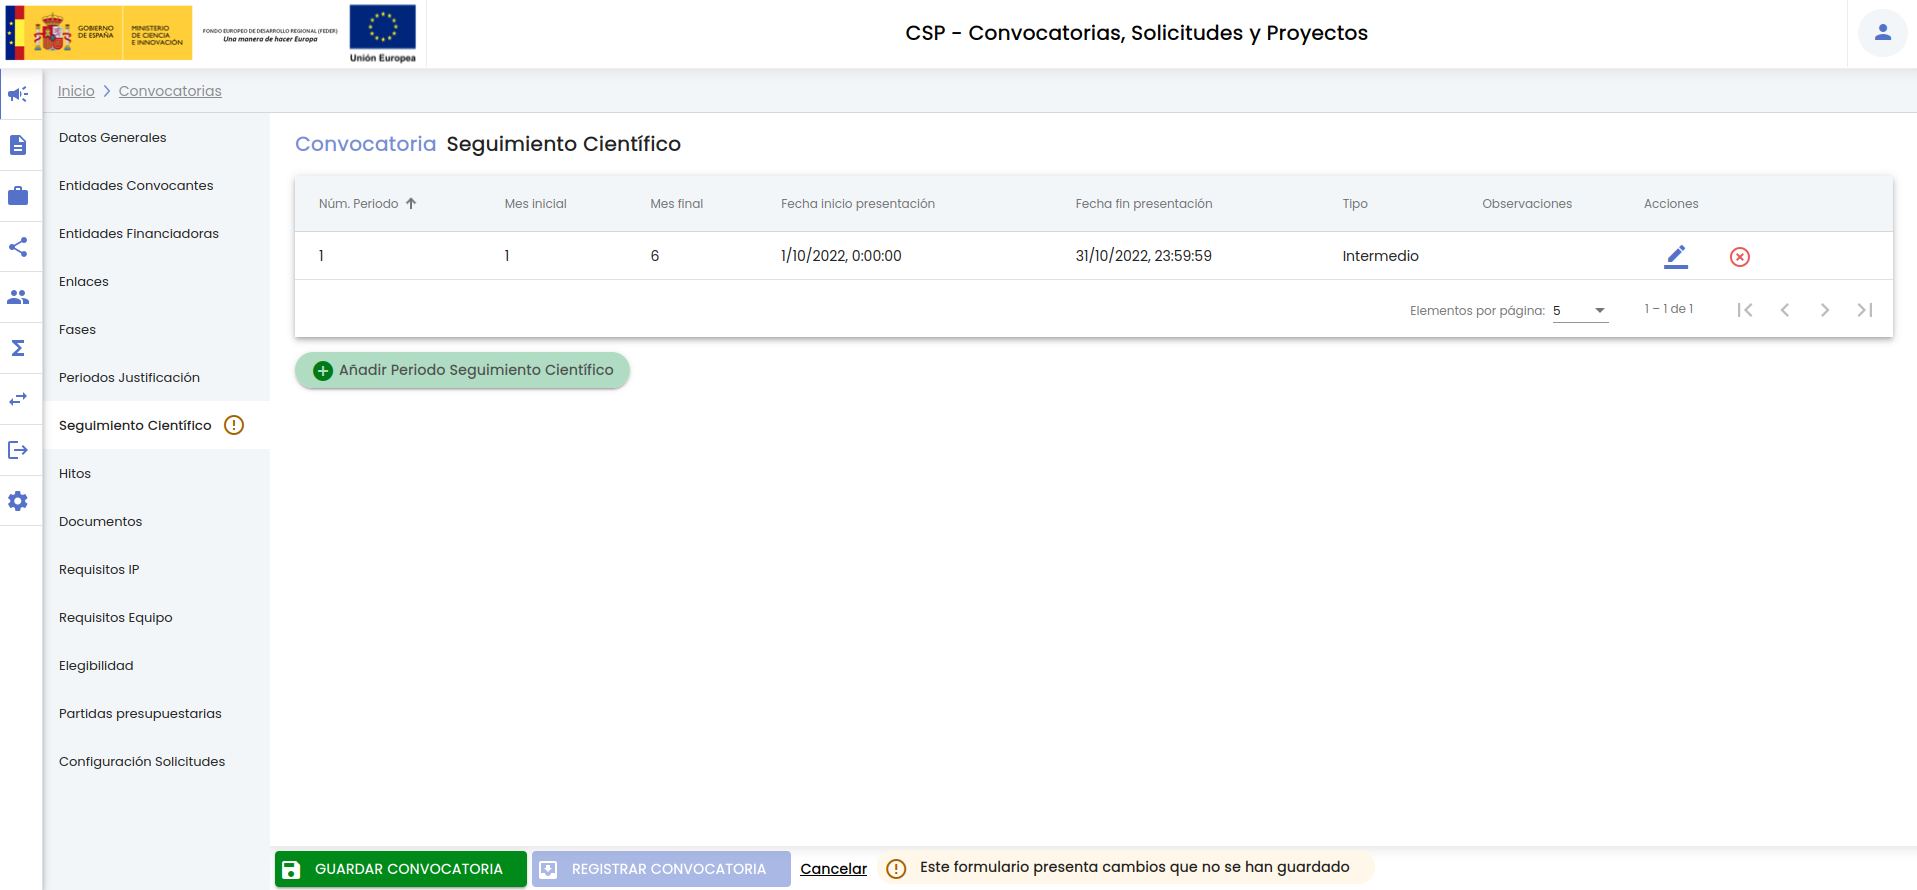 GOBIERNO
DE ESPAÑA
MINISTERIO
DE CIENCIA
E INNOVACIÓN
FONDO EUROPEO DE DESARROLLO REGIONAL (FEDER)
Una manera de hacer Europa
Unión Europea
CSP - Convocatorias, Solicitudes y Proyectos
Inicio > Convocatorias
Datos Generales
Entidades Convocantes
Entidades Financiadoras
Enlaces
Fases
Periodos Justificación
Seguimiento Científico
Hitos
Documentos
Requisitos IP
Requisitos Equipo
Elegibilidad
Partidas presupuestarias
Configuración Solicitudes
Convocatoria Seguimiento Científico
Núm. Periodo Mes inicial Mes final Fecha inicio presentación Fecha fin presentación Tipo Observaciones Acciones
1 1 6 1/10/2022, 0:00:00 31/10/2022, 23:59:59 Intermedio
Elementos por página: 5 1 – 1 de 1
Añadir Periodo Seguimiento Científico
GUARDAR CONVOCATORIA REGISTRAR CONVOCATORIA Cancelar Este formulario presenta cambios que no se han guardado